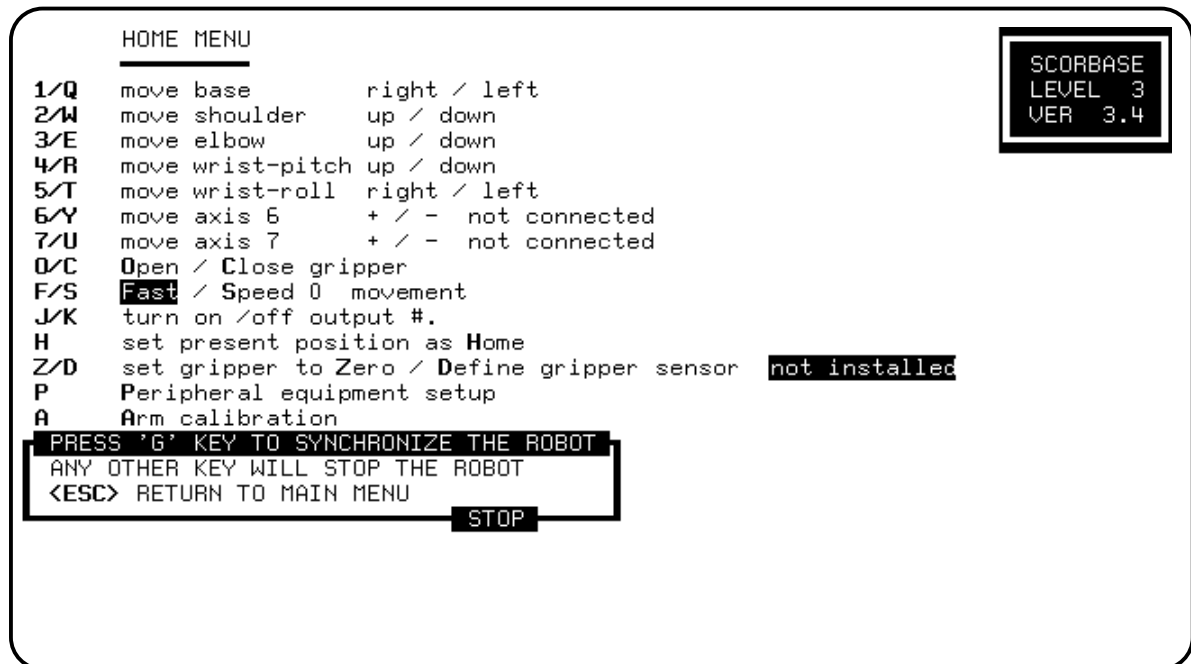 HOME MENU
SCORBASE
LEVEL 3
VER 3.4
1/Q move base right / left
2/W move shoulder up / down
3/E move elbow up / down
4/R move wrist-pitch up / down
5/T move wrist-roll right / left
6/Y move axis 6 + / - not connected
7/U move axis 7 + / - not connected
O/C Open / Close gripper
F/S Fast / Speed 0 movement
J/K turn on /off output #.
H set present position as Home
Z/D set gripper to Zero / Define gripper sensor not installed
P Peripheral equipment setup
A Arm calibration
PRESS 'G' KEY TO SYNCHRONIZE THE ROBOT
ANY OTHER KEY WILL STOP THE ROBOT
<ESC> RETURN TO MAIN MENU
STOP